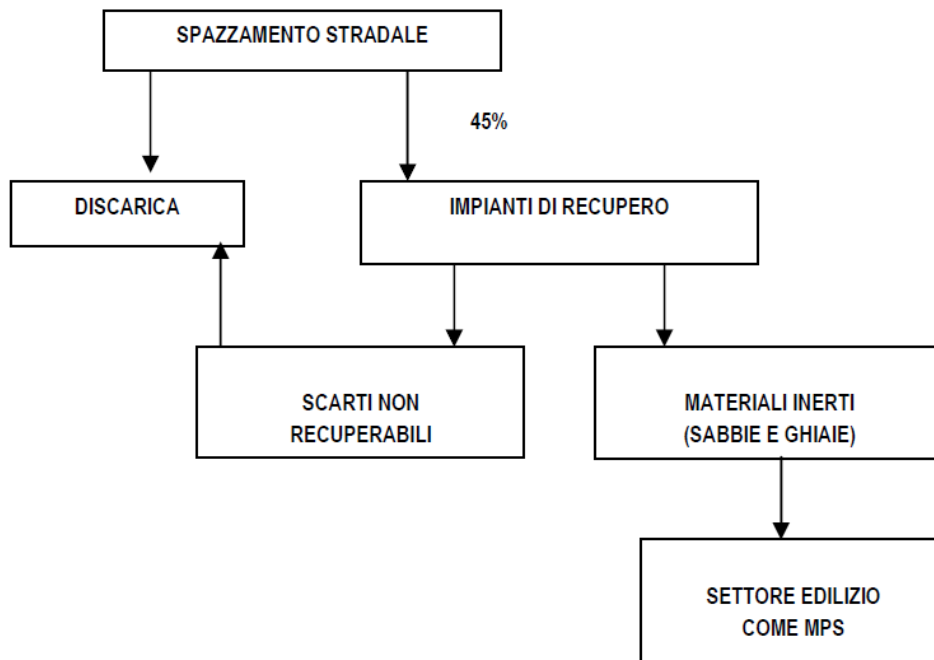 SPAZZAMENTO STRADALE
45%
DISCARICA
IMPIANTI DI RECUPERO
SCARTI NON
RECUPERABILI
MATERIALI INERTI
(SABBIE E GHIAIE)
SETTORE EDILIZIO
COME MPS